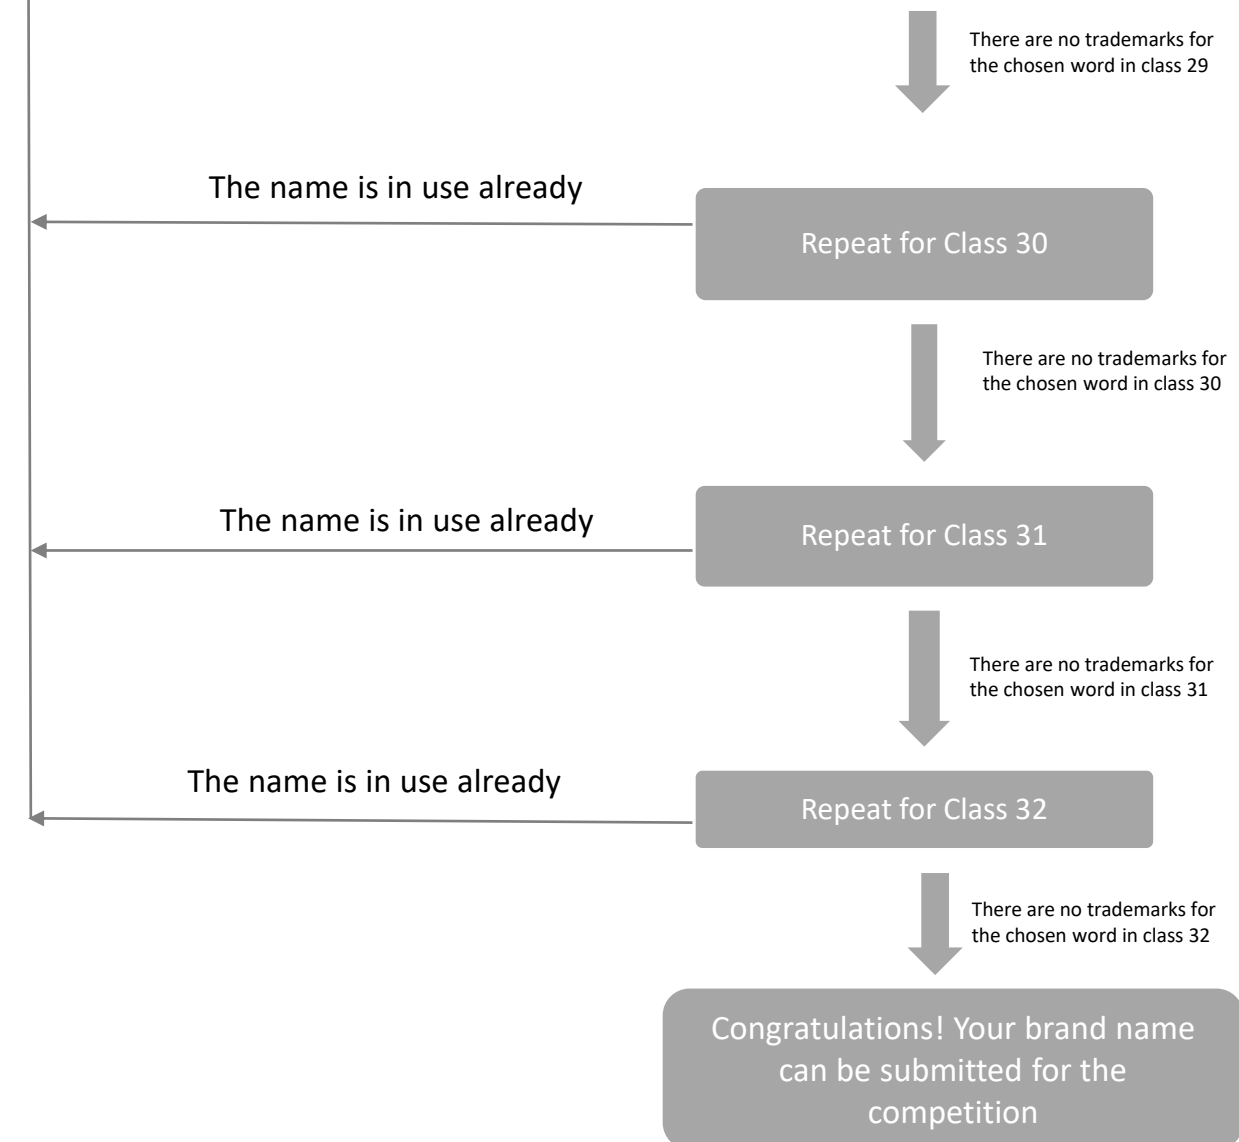 There are no trademarks for
the chosen word in class 29
The name is in use already
Repeat for Class 30
There are no trademarks for
the chosen word in class 30
The name is in use already
Repeat for Class 31
There are no trademarks for
the chosen word in class 31
The name is in use already
Repeat for Class 32
There are no trademarks for
the chosen word in class 32
Congratulations! Your brand name
can be submitted for the
competition